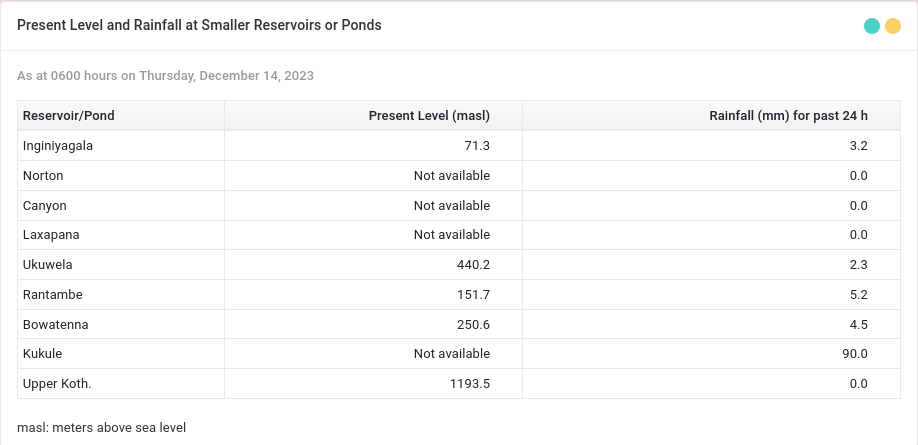 Present Level and Rainfall at Smaller Reservoirs or Ponds
As at 0600 hours on Thursday, December 14, 2023
Reservoir/Pond Present Level (masl) Rainfall (mm) for past 24 h
Inginiyagala 71.3 3.2
Norton Not available 0.0
Canyon Not available 0.0
Laxapana Not available 0.0
Ukuwela 440.2 2.3
Rantambe 151.7 5.2
Bowatenna 250.6 4.5
Kukule Not available 90.0
Upper Koth. 1193.5 0.0
masl: meters above sea level